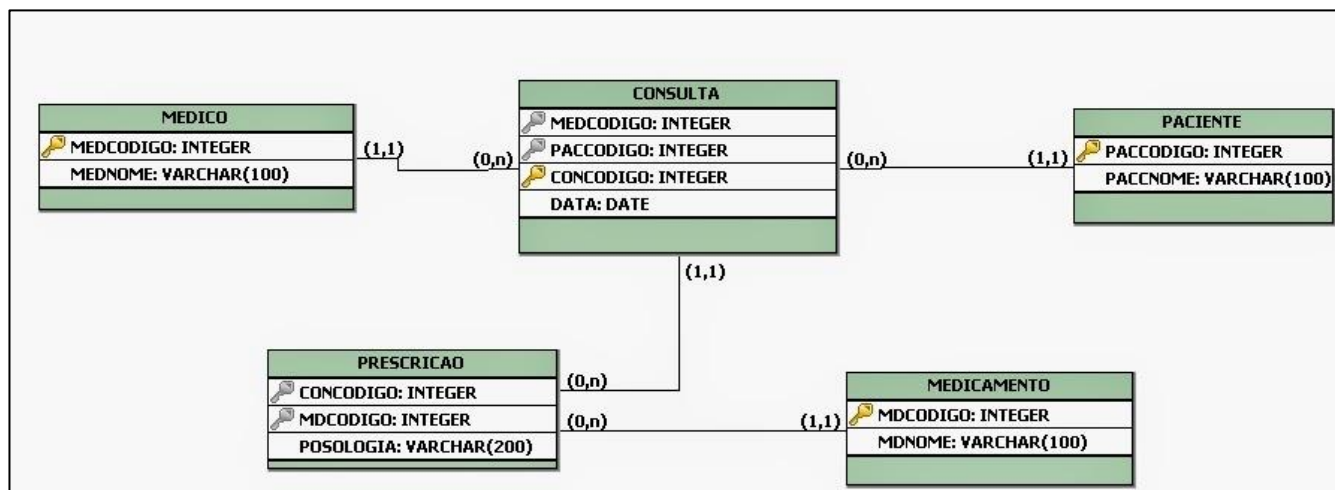 MEDICO
MEDCODIGO: INTEGER
MEDNOME: VARCHAR(100)
(1,1)
(0,n)
CONSULTA
MEDCODIGO: INTEGER
PACCODIGO: INTEGER
CONCODIGO: INTEGER
DATA: DATE
(0,n)
(1,1)
PACIENTE
PACCODIGO: INTEGER
PACCNOME: VARCHAR(100)
(1,1)
PRESCRICAO
CONCODIGO: INTEGER
MDCODIGO: INTEGER
POSOLOGIA: VARCHAR(200)
(0,n)
(0,n)
(1,1)
MEDICAMENTO
MDCODIGO: INTEGER
MDNOME: VARCHAR(100)